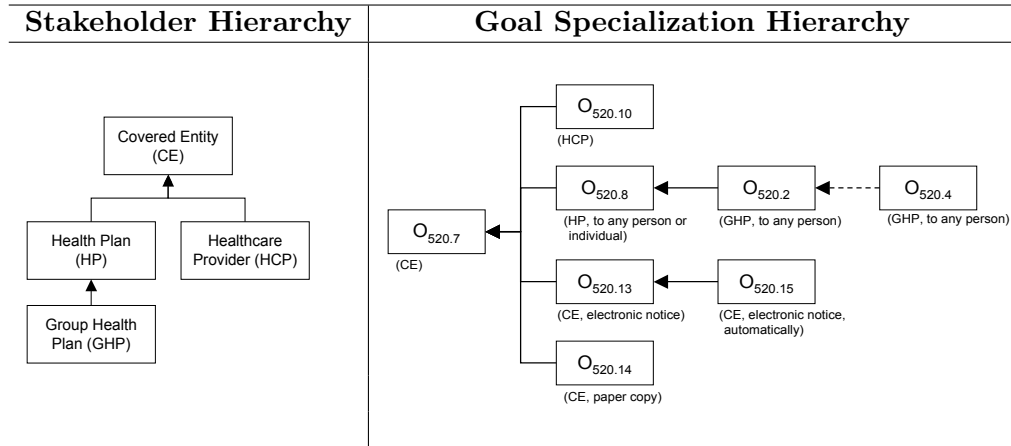 Stakeholder Hierarchy
Goal Specialization Hierarchy
Covered Entity
(CE)
Health Plan
(HP)
Healthcare
Provider (HCP)
Group Health
Plan (GHP)
O520.10
(HCP)
O520.8
(HP, to any person or
individual)
O520.2
(GHP, to any person)
O520.4
(GHP, to any person)
O520.7
(CE)
O520.13
(CE, electronic notice)
O520.15
(CE, electronic notice,
automatically)
O520.14
(CE, paper copy)